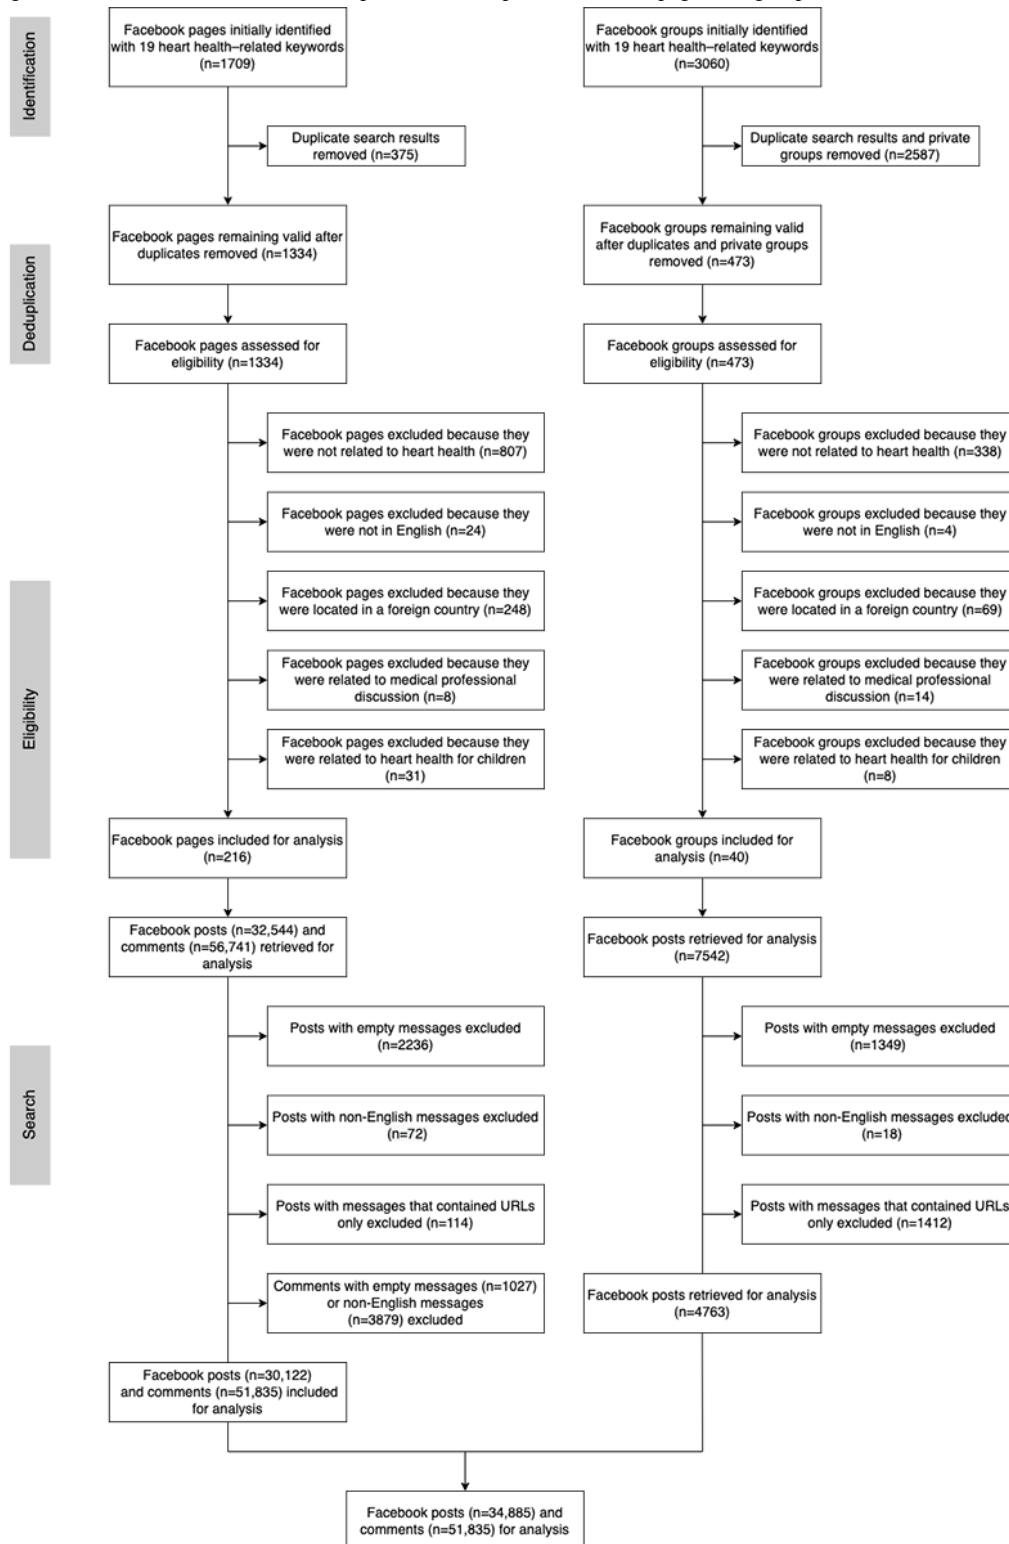 Identification
Facebook pages initially identified
with 19 heart health–related keywords
(n=1709)
Facebook groups initially identified
with 19 heart health–related keywords
(n=3060)
Duplicate search results
removed (n=375)
Duplicate search results and private
groups removed (n=2587)
Deduplication
Facebook pages remaining valid after
duplicates removed (n=1334)
Facebook groups remaining valid
after duplicates and private groups
removed (n=473)
Facebook pages assessed for
eligibility (n=1334)
Facebook groups assessed for
eligibility (n=473)
Eligibility
Facebook pages excluded because they
were not related to heart health (n=807)
Facebook groups excluded because they
were not related to heart health (n=338)
Facebook pages excluded because they
were not in English (n=24)
Facebook groups excluded because they
were not in English (n=4)
Facebook pages excluded because they
were located in a foreign country (n=248)
Facebook groups excluded because they
were located in a foreign country (n=69)
Facebook pages excluded because they
were related to medical professional
discussion (n=8)
Facebook groups excluded because they
were related to medical professional
discussion (n=14)
Facebook pages excluded because they
were related to heart health for children
(n=31)
Facebook groups excluded because they
were related to heart health for children
(n=8)
Facebook pages included for analysis
(n=216)
Facebook groups included for
analysis (n=40)
Facebook posts (n=32,544) and
comments (n=56,741) retrieved for
analysis
Facebook posts retrieved for analysis
(n=7542)
Search
Posts with empty messages excluded
(n=2236)
Posts with empty messages excluded
(n=1349)
Posts with non-English messages excluded
(n=72)
Posts with non-English messages excluded
(n=18)
Posts with messages that contained URLs
only excluded (n=114)
Posts with messages that contained URLs
only excluded (n=1412)
Comments with empty messages (n=1027)
or non-English messages
(n=3879) excluded
Facebook posts retrieved for analysis
(n=4763)
Facebook posts (n=30,122)
and comments (n=51,835) included
for analysis
Facebook posts (n=34,885) and
comments (n=51,835) for analysis